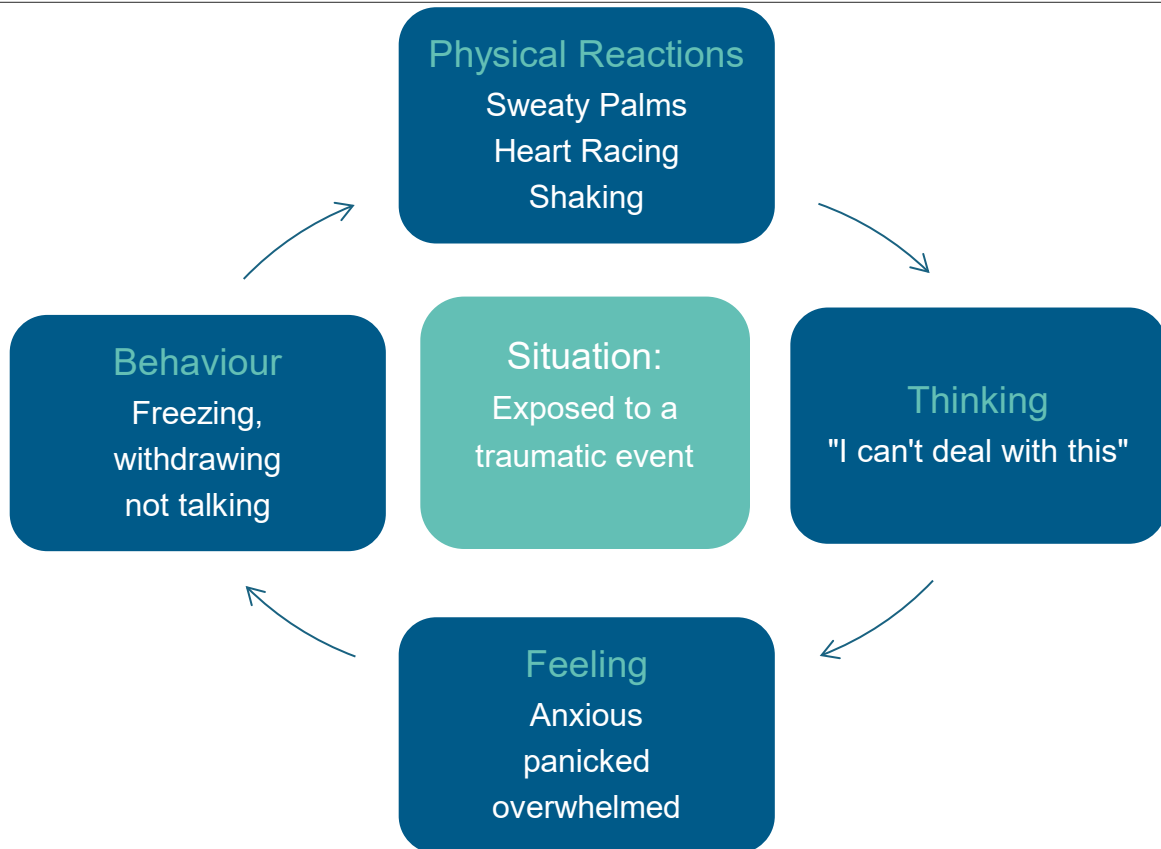 Physical Reactions
Sweaty Palms
Heart Racing
Shaking
Behaviour
Freezing,
withdrawing
not talking
Situation:
Exposed to a
traumatic event
Thinking
"I can't deal with this"
Feeling
Anxious
panicked
overwhelmed